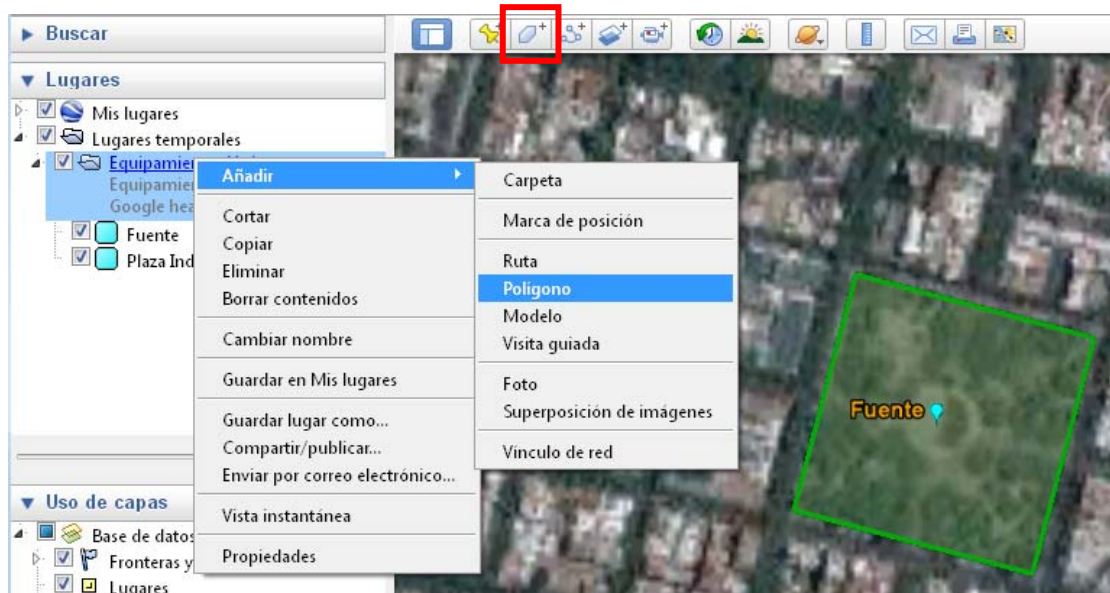 Buscar
Lugares
Mis lugares
Lugares temporales
Equipamie
Equipamie
Google hea
Fuente
Plaza Ind
Añadir
Cortar
Copiar
Eliminar
Borrar contenidos
Cambiar nombre
Guardar en Mis lugares
Guardar lugar como...
Compartir/publicar...
Enviar por correo electrónico...
Vista instantánea
Propiedades
Carpeta
Marca de posición
Ruta
Polígono
Modelo
Visita guiada
Foto
Superposición de imágenes
Vínculo de red
Fuente
Uso de capas
Base de datos
Fronteras y
Lugares